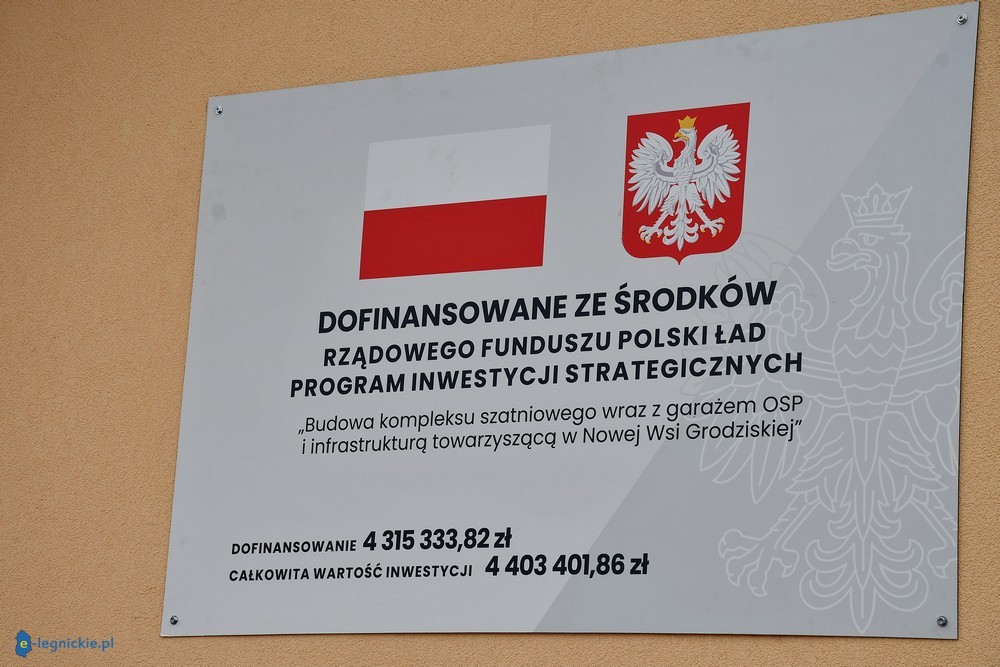 DOFINANSOWANE ZE ŚRODKÓW
RZĄDOWEGO FUNDUSZU POLSKI ŁAD
PROGRAM INWESTYCJI STRATEGICZNYCH
„Budowa kompleksu szatniowego wraz z garażem OSP
i infrastrukturą towarzyszącą w Nowej Wsi Grodziskiej”
DOFINANSOWANIE 4 315 333,82 zł
CAŁKOWITA WARTOŚĆ INWESTYCJI 4 403 401,86 zł
e-legnickie.pl